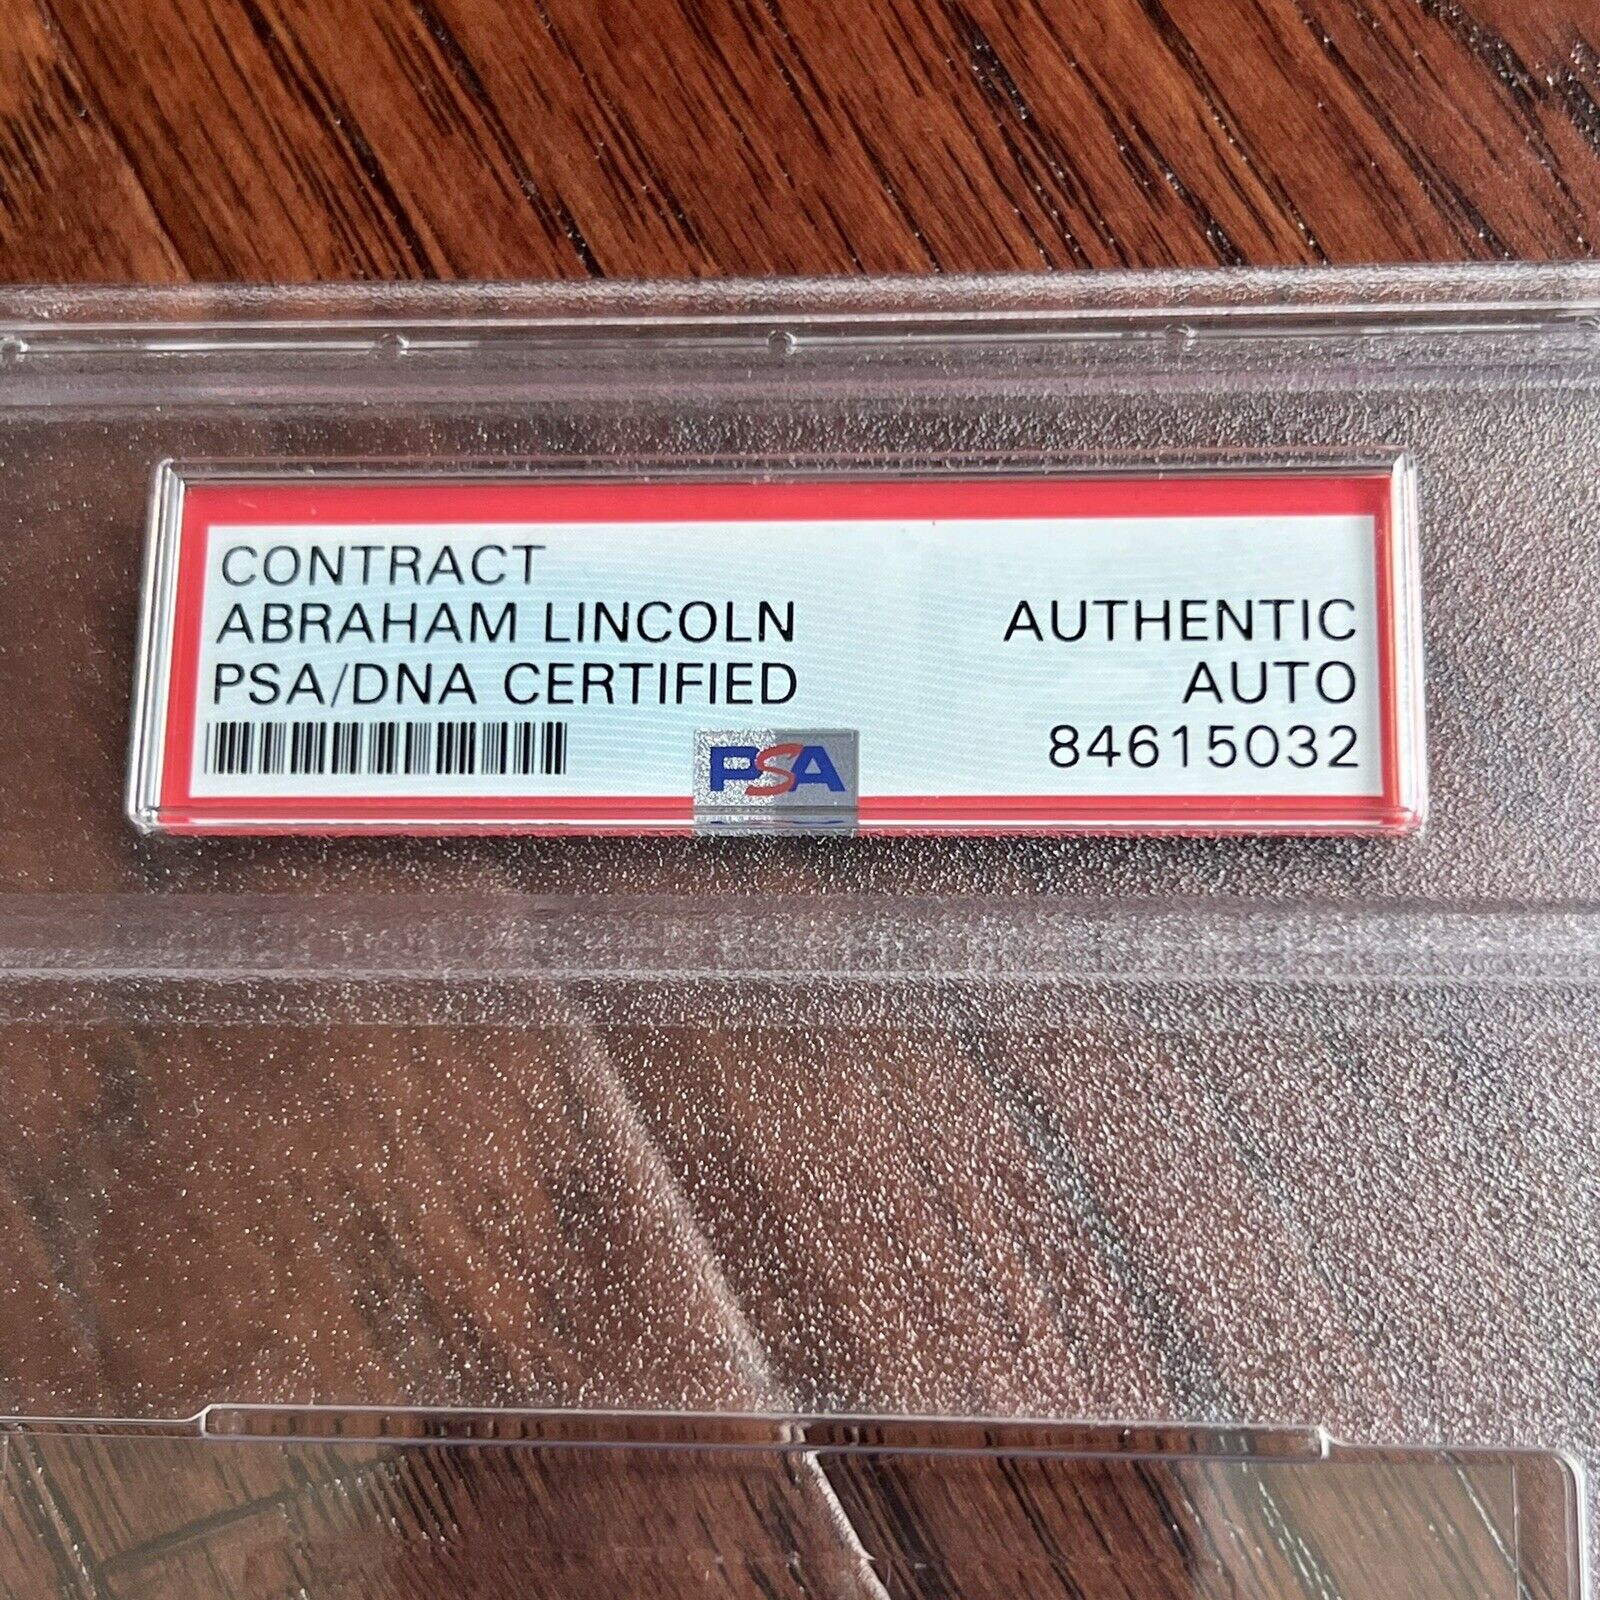 CONTRACT
ABRAHAM LINCOLN
PSA/DNA CERTIFIED
AUTHENTIC
AUTO
84615032
PSA